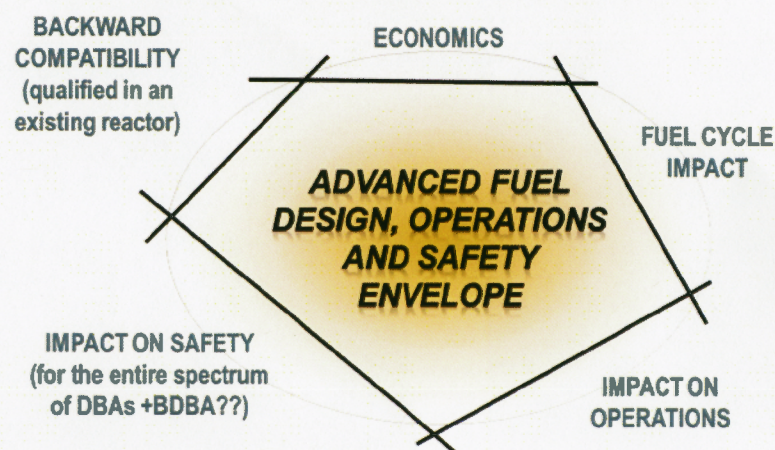 BACKWARD
COMPATIBILITY
(qualified in an
existing reactor)
ECONOMICS
FUEL CYCLE
IMPACT
ADVANCED FUEL
DESIGN, OPERATIONS
AND SAFETY
ENVELOPE
IMPACT ON SAFETY
(for the entire spectrum
of DBAs +BDBA??)
IMPACT ON
OPERATIONS